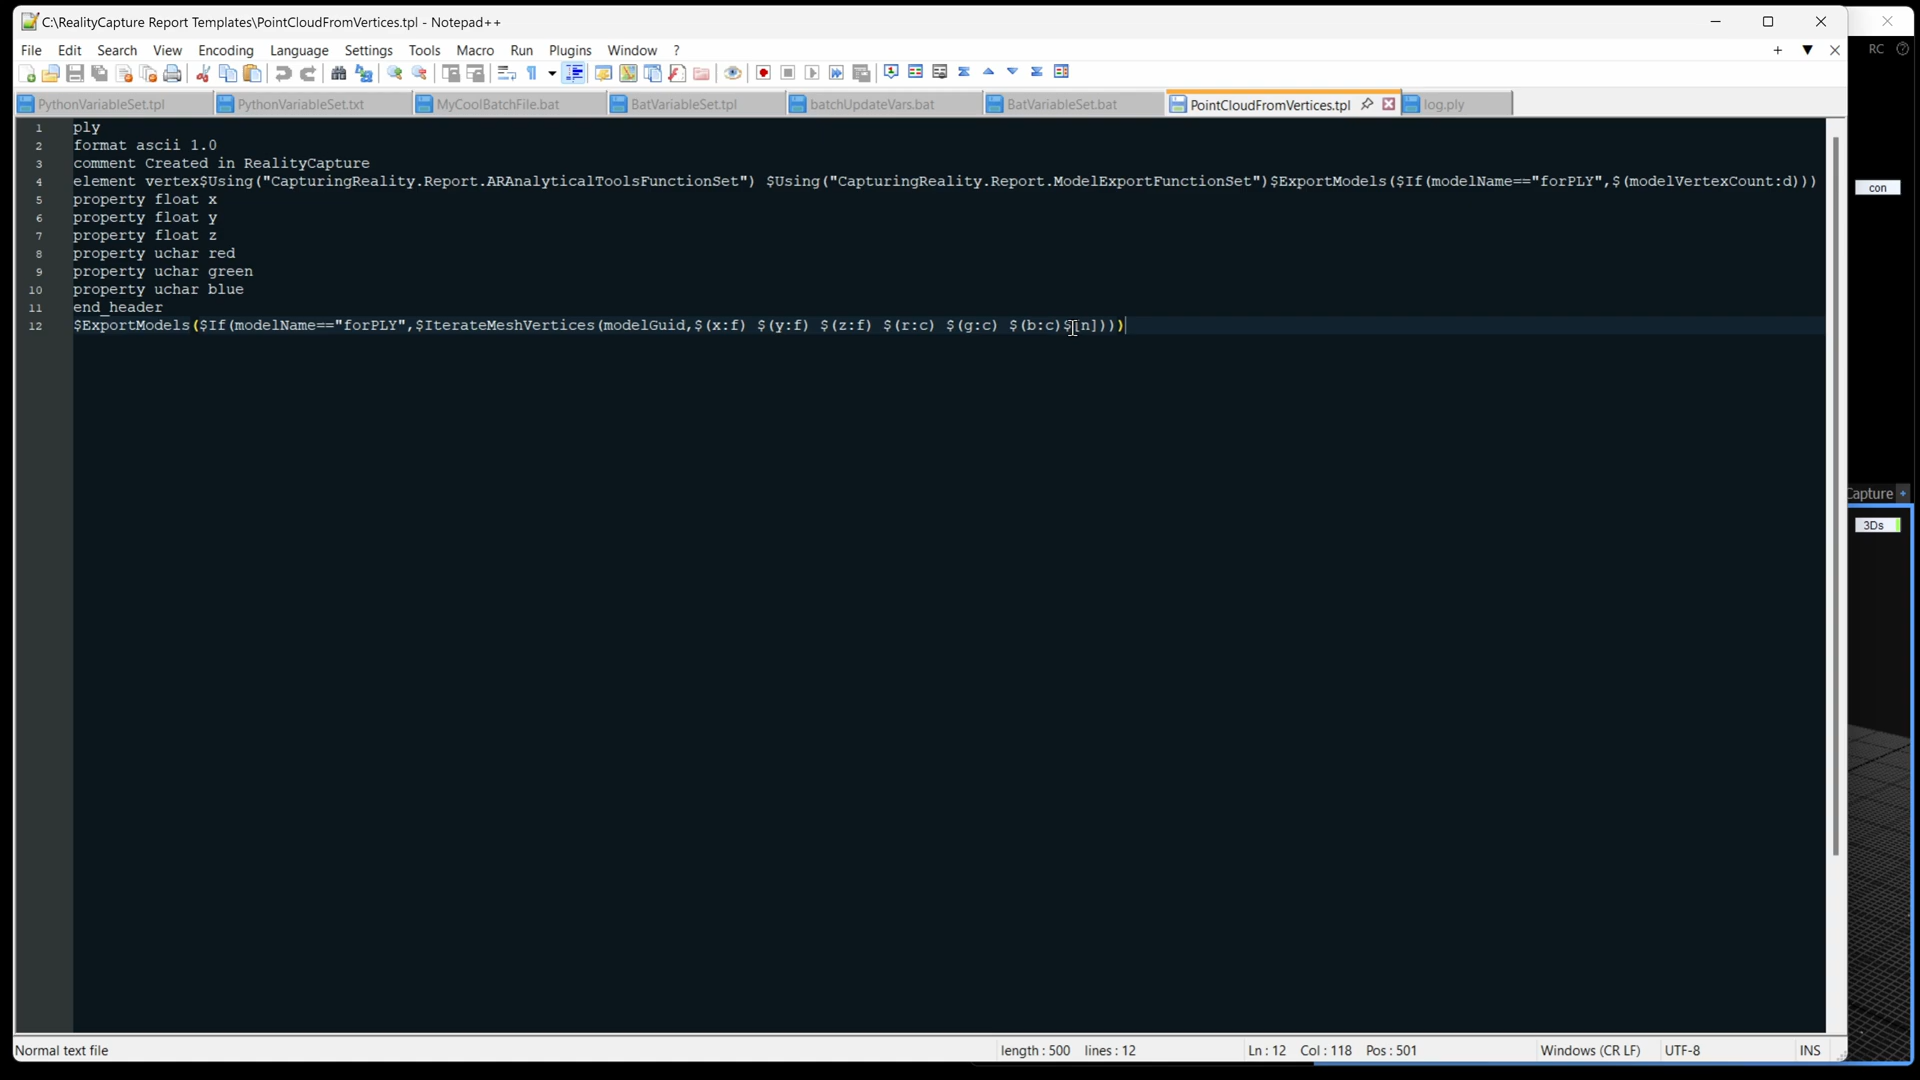 C:\RealityCapture Report Templates\PointCloudFromVertices.tpl - Notepad++
File Edit Search View Encoding Language Settings Tools Macro Run Plugins Window ?
RC
PythonVariableSet.tpl PythonVariableSet.txt MyCoolBatchFile.bat BatVariableSet.tpl batchUpdateVars.bat BatVariableSet.bat PointCloudFromVertices.tpl log.ply
1 ply
2 format ascii 1.0
3 comment Created in RealityCapture
4 element vertex$Using("CapturingReality.Report.ARAnalyticalToolsFunctionSet") $Using("CapturingReality.Report.ModelExportFunctionSet")$ExportModels($If(modelName=="forPLY",$(modelVertexCount:d)))
con
5 property float x
6 property float y
7 property float z
8 property uchar red
9 property uchar green
10 property uchar blue
11 end_header
12 $ExportModels($If(modelName=="forPLY",$IterateMeshVertices(modelGuid,$(x:f) $(y:f) $(z:f) $(r:c) $(g:c) $(b:c)$[n])))
Capture +
3Ds
Normal text file length : 500 lines : 12 Ln : 12 Col : 118 Pos : 501 Windows (CR LF) UTF-8 INS